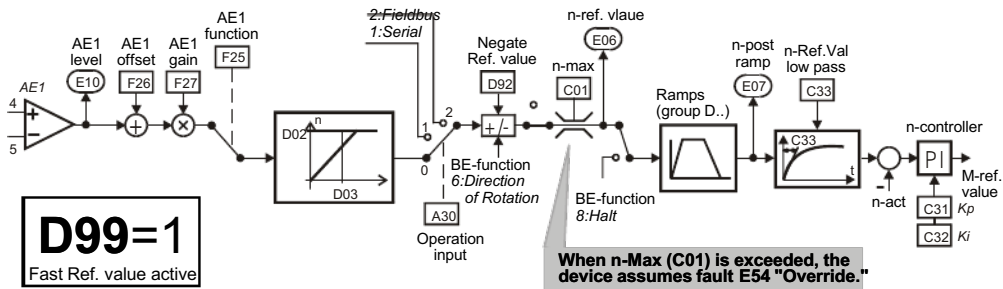 2:Fieldbus
1:Serial
AE1
4
5
AE1
level
E10
AE1
offset
F26
AE1
gain
F27
AE1
function
F25
D02
n
D03
1
2
0
A30
Operation
input
Negate
Ref. value
D92
+/-
BE-function
6:Direction
of Rotation
n-max
C01
n-ref. vlaue
E06
BE-function
8:Halt
Ramps
(group D..)
n-post
ramp
E07
n-Ref.Val
low pass
C33
C33
t
n-act
n-controller
PI
M-ref.
value
C31 Kp
C32 Ki
D99=1
Fast Ref. value active
When n-Max (C01) is exceeded, the
device assumes fault E54 "Override."